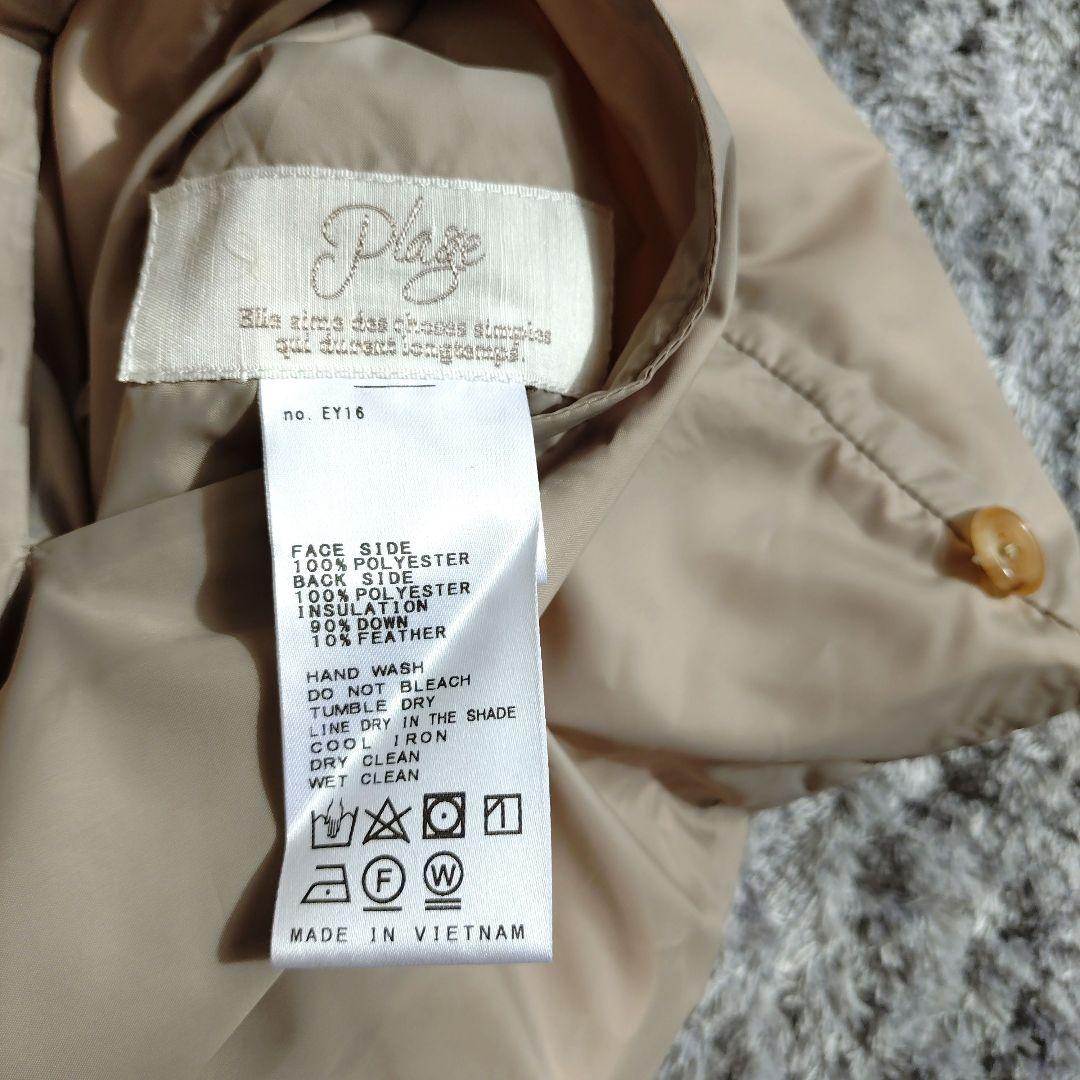 Plage
Elle aime des choses simples
qui durent longtemps.
no. EY16
FACE SIDE
100% POLYESTER
BACK SIDE
100% POLYESTER
INSULATION
90% DOWN
10% FEATHER
HAND WASH
DO NOT BLEACH
TUMBLE DRY
LINE DRY IN THE SHADE
COOL IRON
DRY CLEAN
WET CLEAN
F W
MADE IN VIETNAM